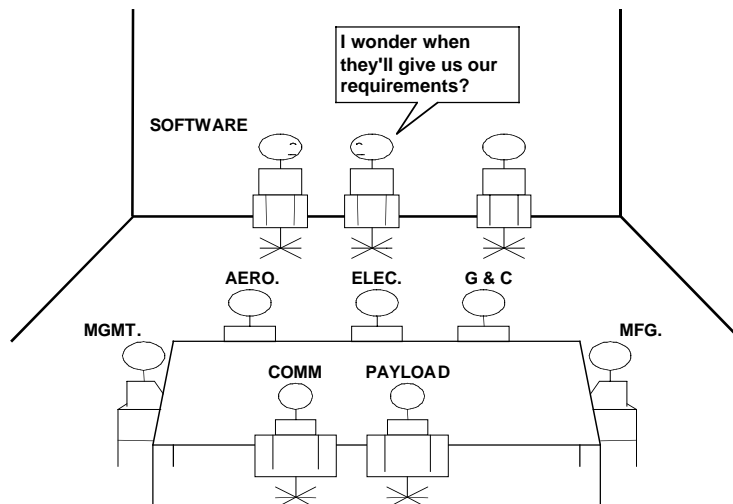 I wonder when
they'll give us our
requirements?
SOFTWARE
AERO.
ELEC.
G & C
MGMT.
MFG.
COMM
PAYLOAD